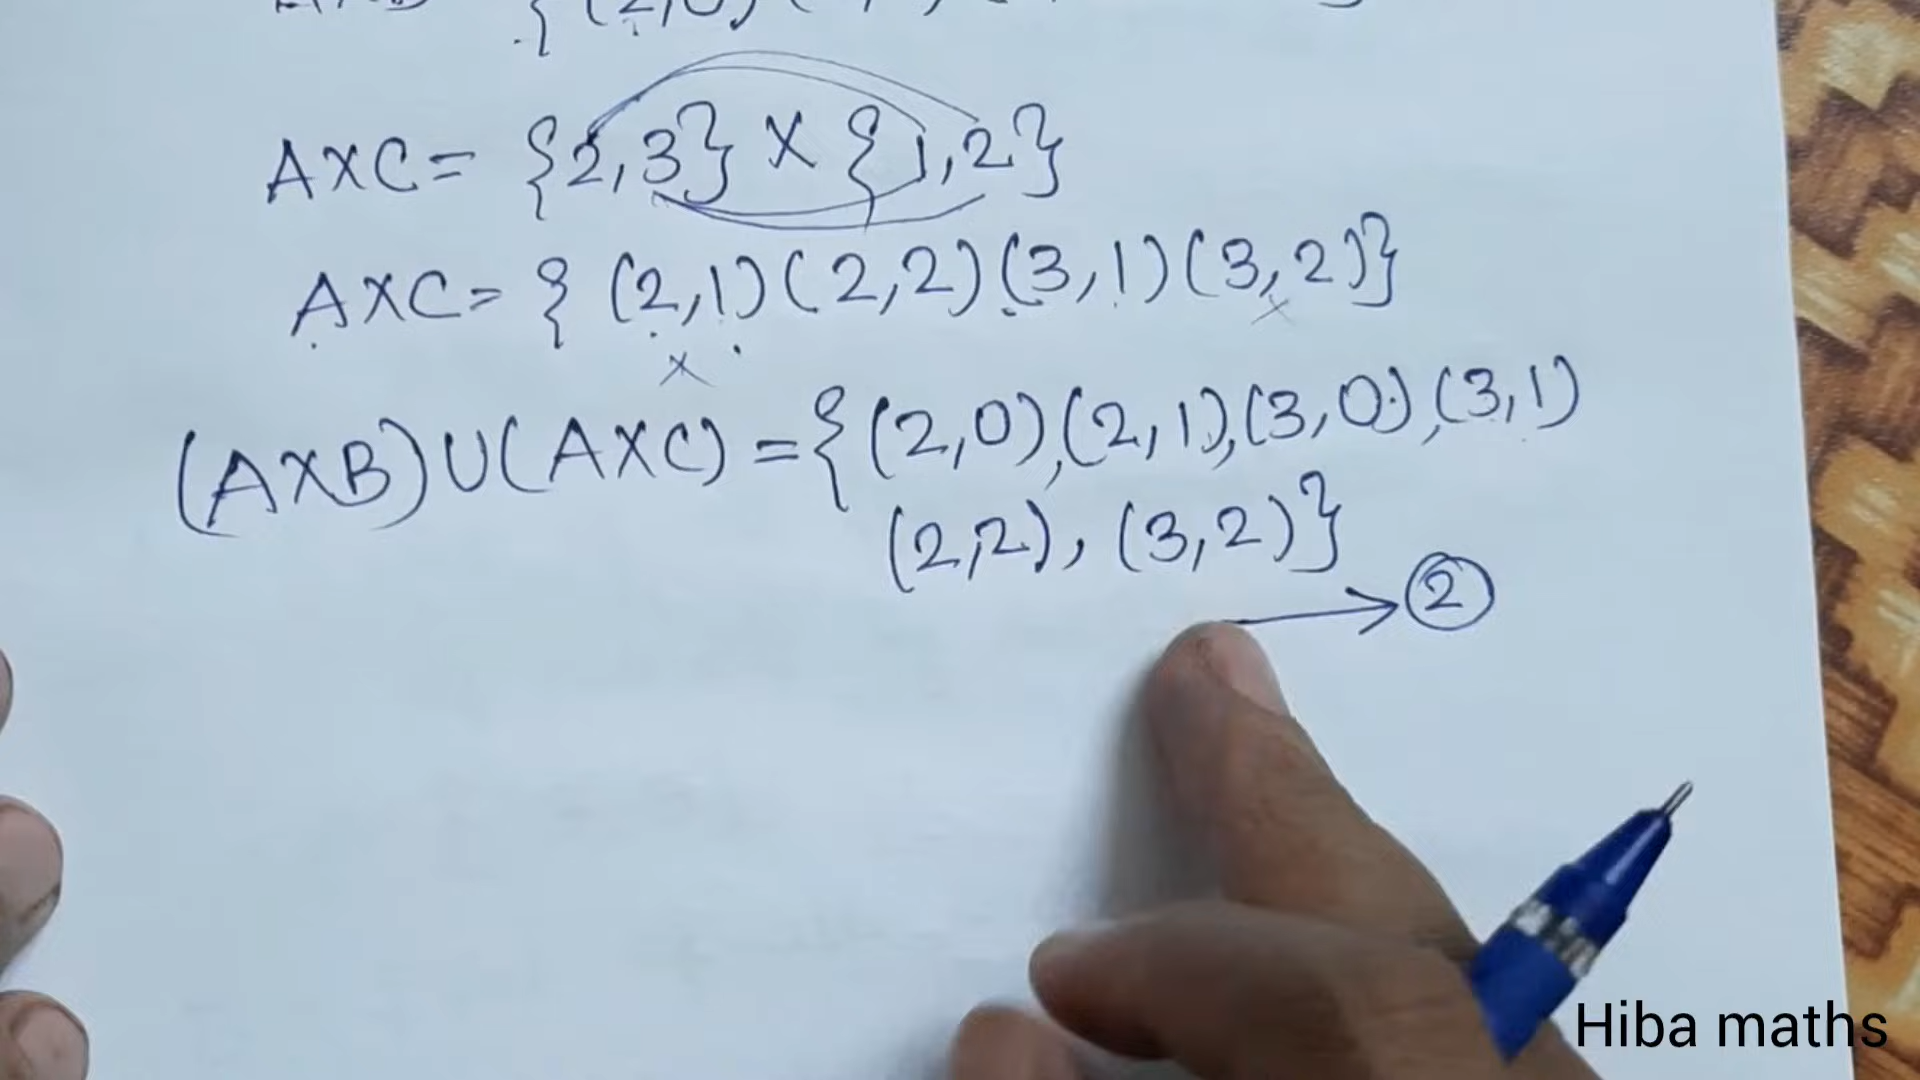 A×C = {2,3} × {1,2}
A×C = { (2,1) (2,2) (3,1) (3,2)}
(A×B) ∪ (A×C) = {(2,0), (2,1), (3,0), (3,1)
(2,2), (3,2)}
→ ②
Hiba maths